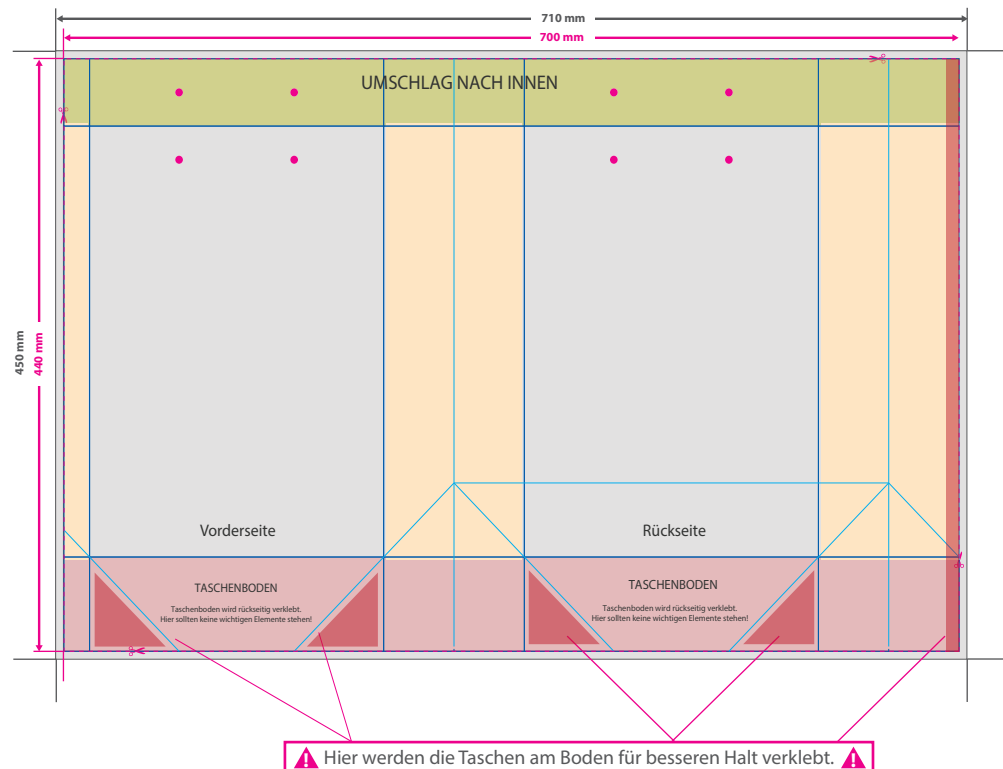 710 mm
700 mm
UMSCHLAG NACH INNEN
450 mm
440 mm
Vorderseite
Rückseite
TASCHENBODEN
Taschenboden wird rückseitig verklebt.
Hier sollten keine wichtigen Elemente stehen!
TASCHENBODEN
Taschenboden wird rückseitig verklebt.
Hier sollten keine wichtigen Elemente stehen!
Hier werden die Taschen am Boden für besseren Halt verklebt.